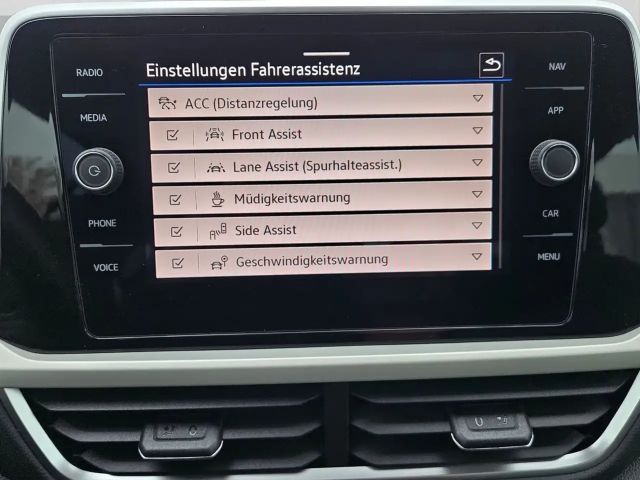 Einstellungen Fahrerassistenz
RADIO
MEDIA
PHONE
VOICE
ACC (Distanzregelung)
Front Assist
Lane Assist (Spurhalteassist.)
Müdigkeitswarnung
Side Assist
Geschwindigkeitswarnung
NAV
APP
CAR
MENU